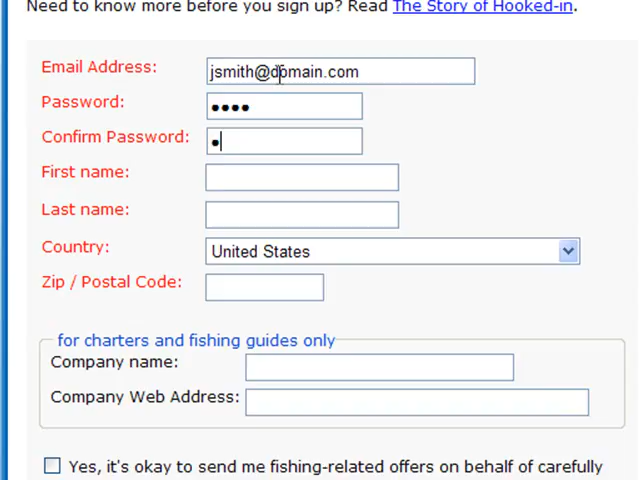 Need to know more before you sign up? Read The Story of Hooked-in.
Email Address: jsmith@domain.com
Password: ••••
Confirm Password: •
First name:
Last name:
Country: United States
Zip / Postal Code:
for charters and fishing guides only
Company name:
Company Web Address:
Yes, it's okay to send me fishing-related offers on behalf of carefully